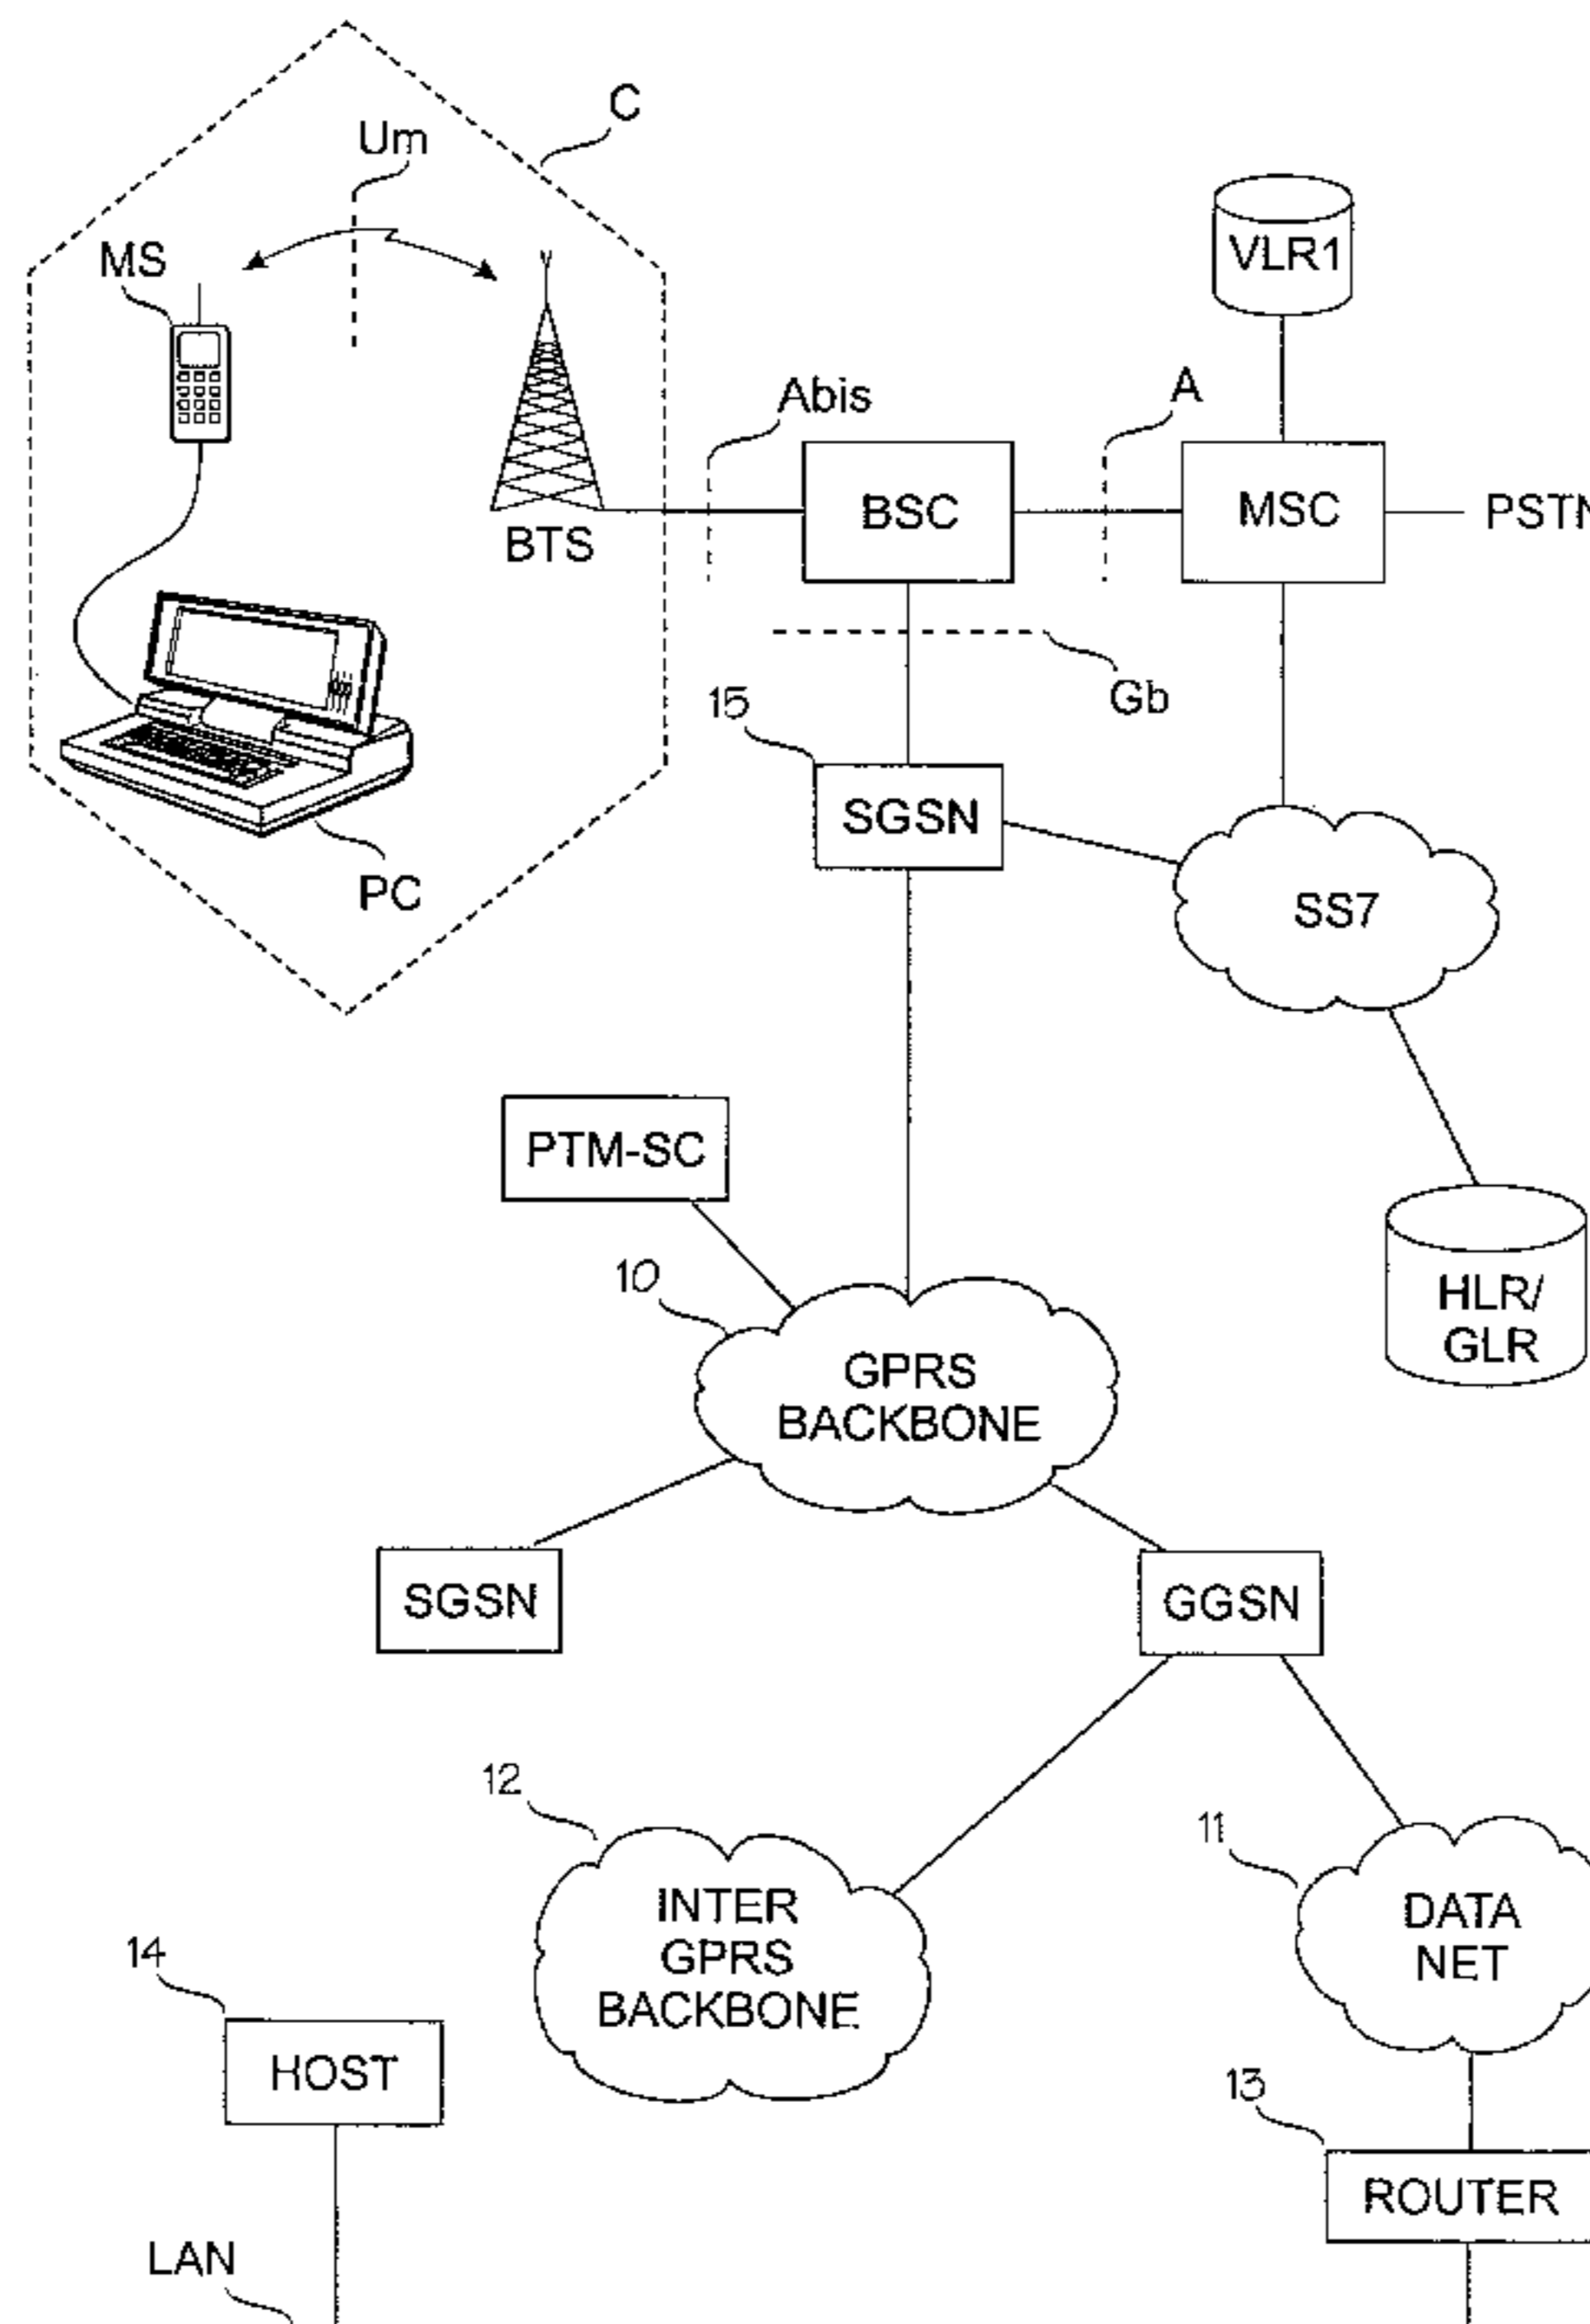 C
Um
MS
VLR1
Abis
A
BSC
MSC
PSTN
BTS
Gb
15
SGSN
PC
SS7
PTM-SC
10
HLR/
GLR
GPRS
BACKBONE
SGSN
GGSN
12
11
INTER
GPRS
BACKBONE
DATA
NET
14
HOST
13
ROUTER
LAN